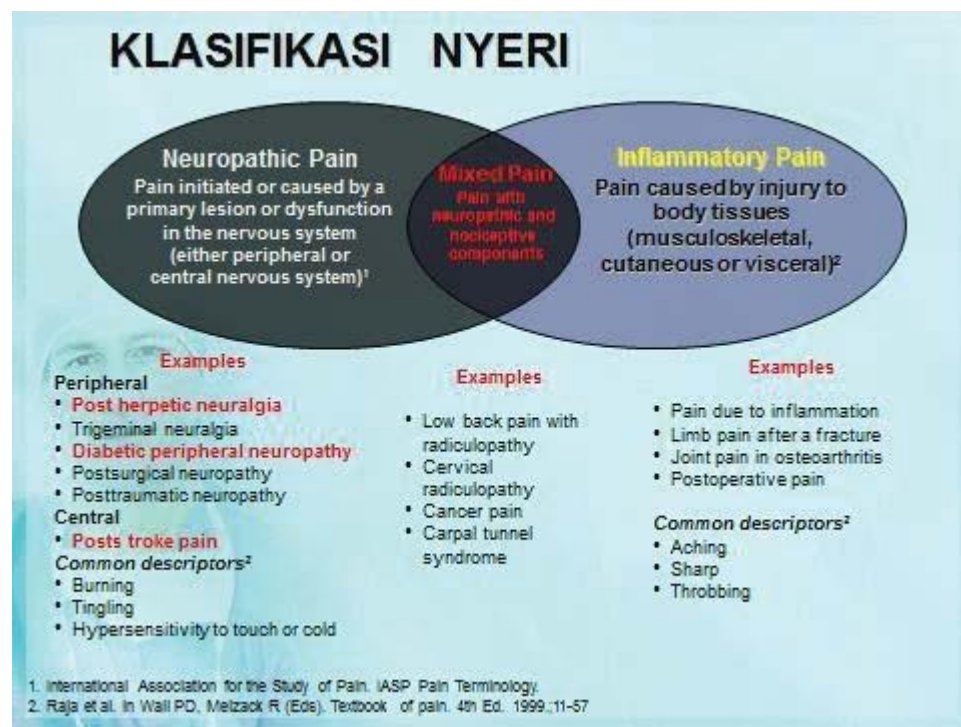 KLASIFIKASI NYERI
Neuropathic Pain
Pain initiated or caused by a
primary lesion or dysfunction
in the nervous system
(either peripheral or
central nervous system)¹
Mixed Pain
Pain with
neuropathic and
nociceptive
components
Inflammatory Pain
Pain caused by injury to
body tissues
(musculoskeletal,
cutaneous or visceral)²
Examples
Peripheral
• Post herpetic neuralgia
• Trigeminal neuralgia
• Diabetic peripheral neuropathy
• Postsurgical neuropathy
• Posttraumatic neuropathy
Central
• Posts troke pain
Common descriptors²
• Burning
• Tingling
• Hypersensitivity to touch or cold
Examples
• Low back pain with
radiculopathy
• Cervical
radiculopathy
• Cancer pain
• Carpal tunnel
syndrome
Examples
• Pain due to inflammation
• Limb pain after a fracture
• Joint pain in osteoarthritis
• Postoperative pain
Common descriptors²
• Aching
• Sharp
• Throbbing
1. International Association for the Study of Pain. IASP Pain Terminology.
2. Raja et al. in Wall PD, Melzack R (Eds). Textbook of pain. 4th Ed. 1999.;11-57